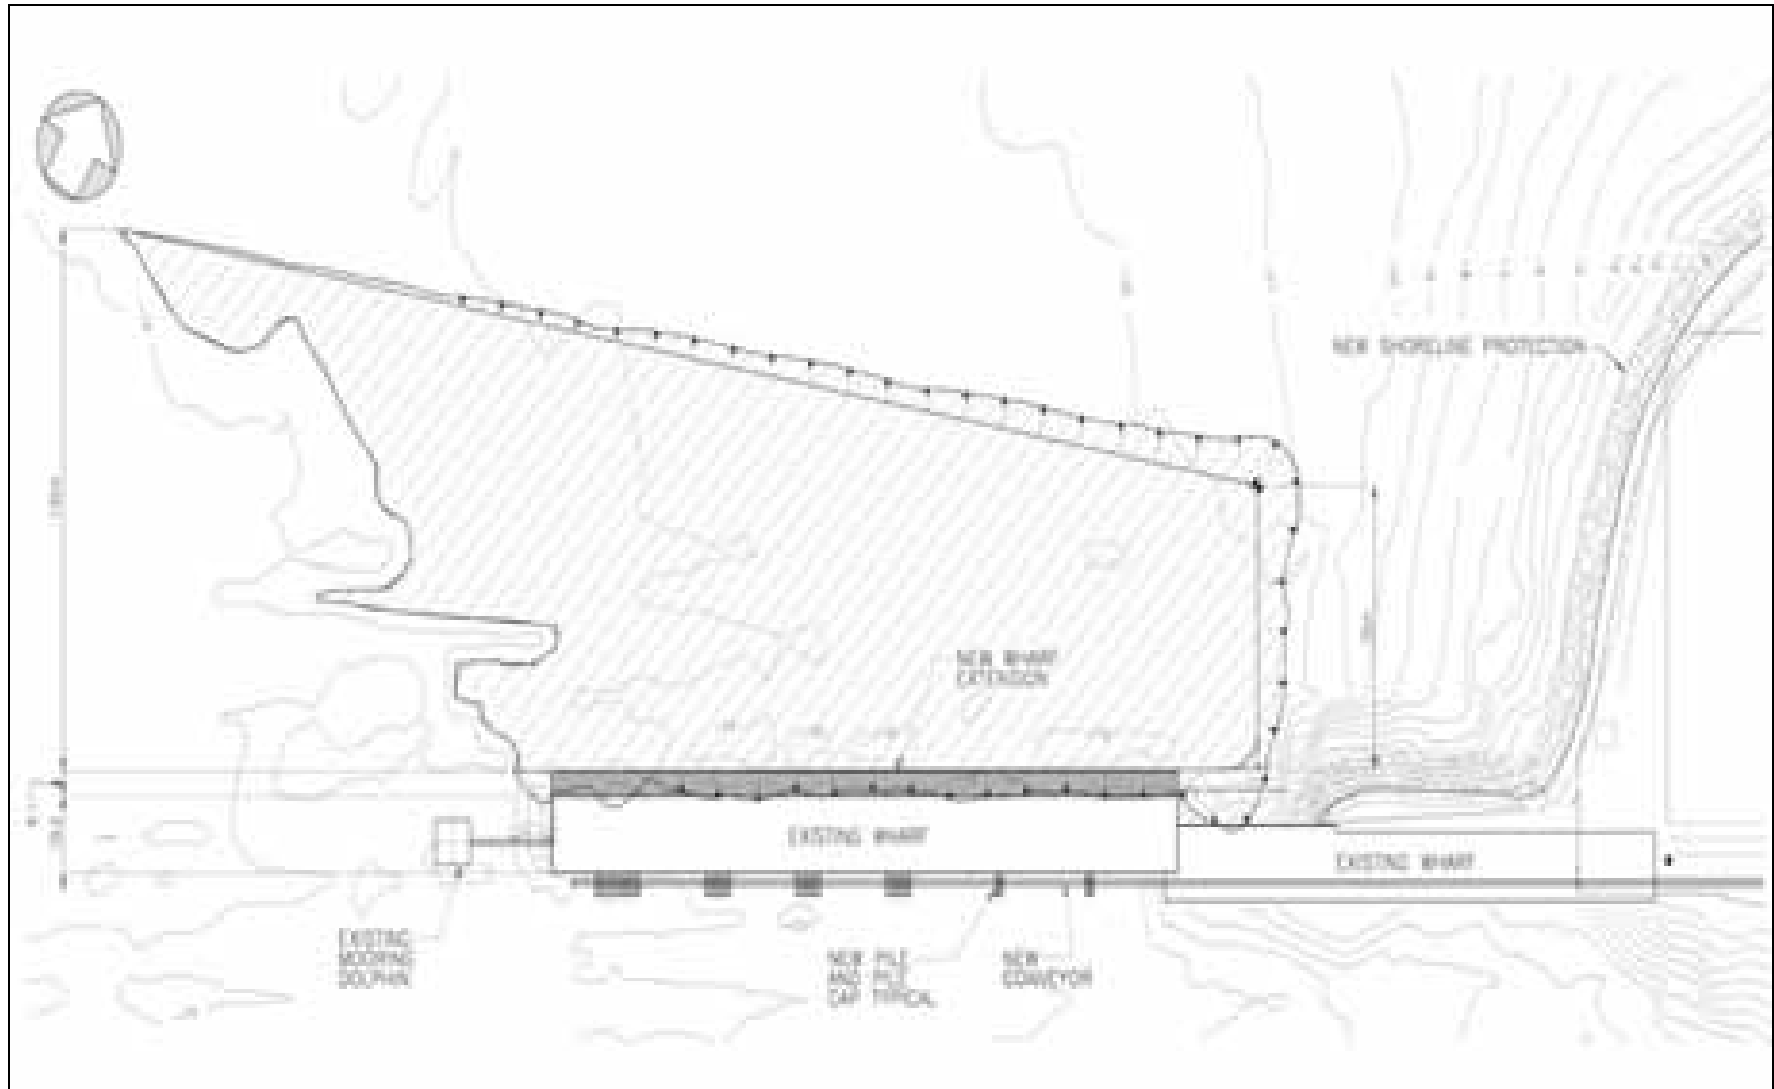 NEW SHORELINE PROTECTION
NEW WHARF
EXTENSION
EXISTING WHARF
EXISTING WHARF
EXISTING
MOORING
DOLPHIN
NEW PILE
AND PILE
CAP TYPICAL
NEW
CONVEYOR